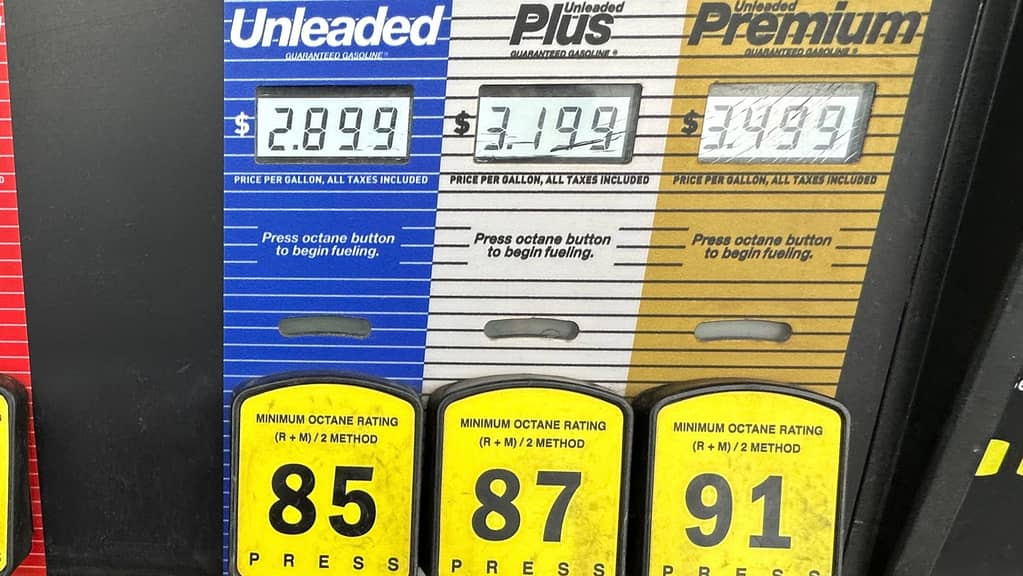 Unleaded
GUARANTEED GASOLINE ®
$ 2.899
PRICE PER GALLON, ALL TAXES INCLUDED
Press octane button
to begin fueling.
MINIMUM OCTANE RATING
(R + M) / 2 METHOD
85
PRESS
Unleaded
Plus
GUARANTEED GASOLINE ®
$ 3.199
PRICE PER GALLON, ALL TAXES INCLUDED
Press octane button
to begin fueling.
MINIMUM OCTANE RATING
(R + M) / 2 METHOD
87
PRESS
Unleaded
Premium
GUARANTEED GASOLINE ®
$ 3.499
PRICE PER GALLON, ALL TAXES INCLUDED
Press octane button
to begin fueling.
MINIMUM OCTANE RATING
(R + M) / 2 METHOD
91
PRESS